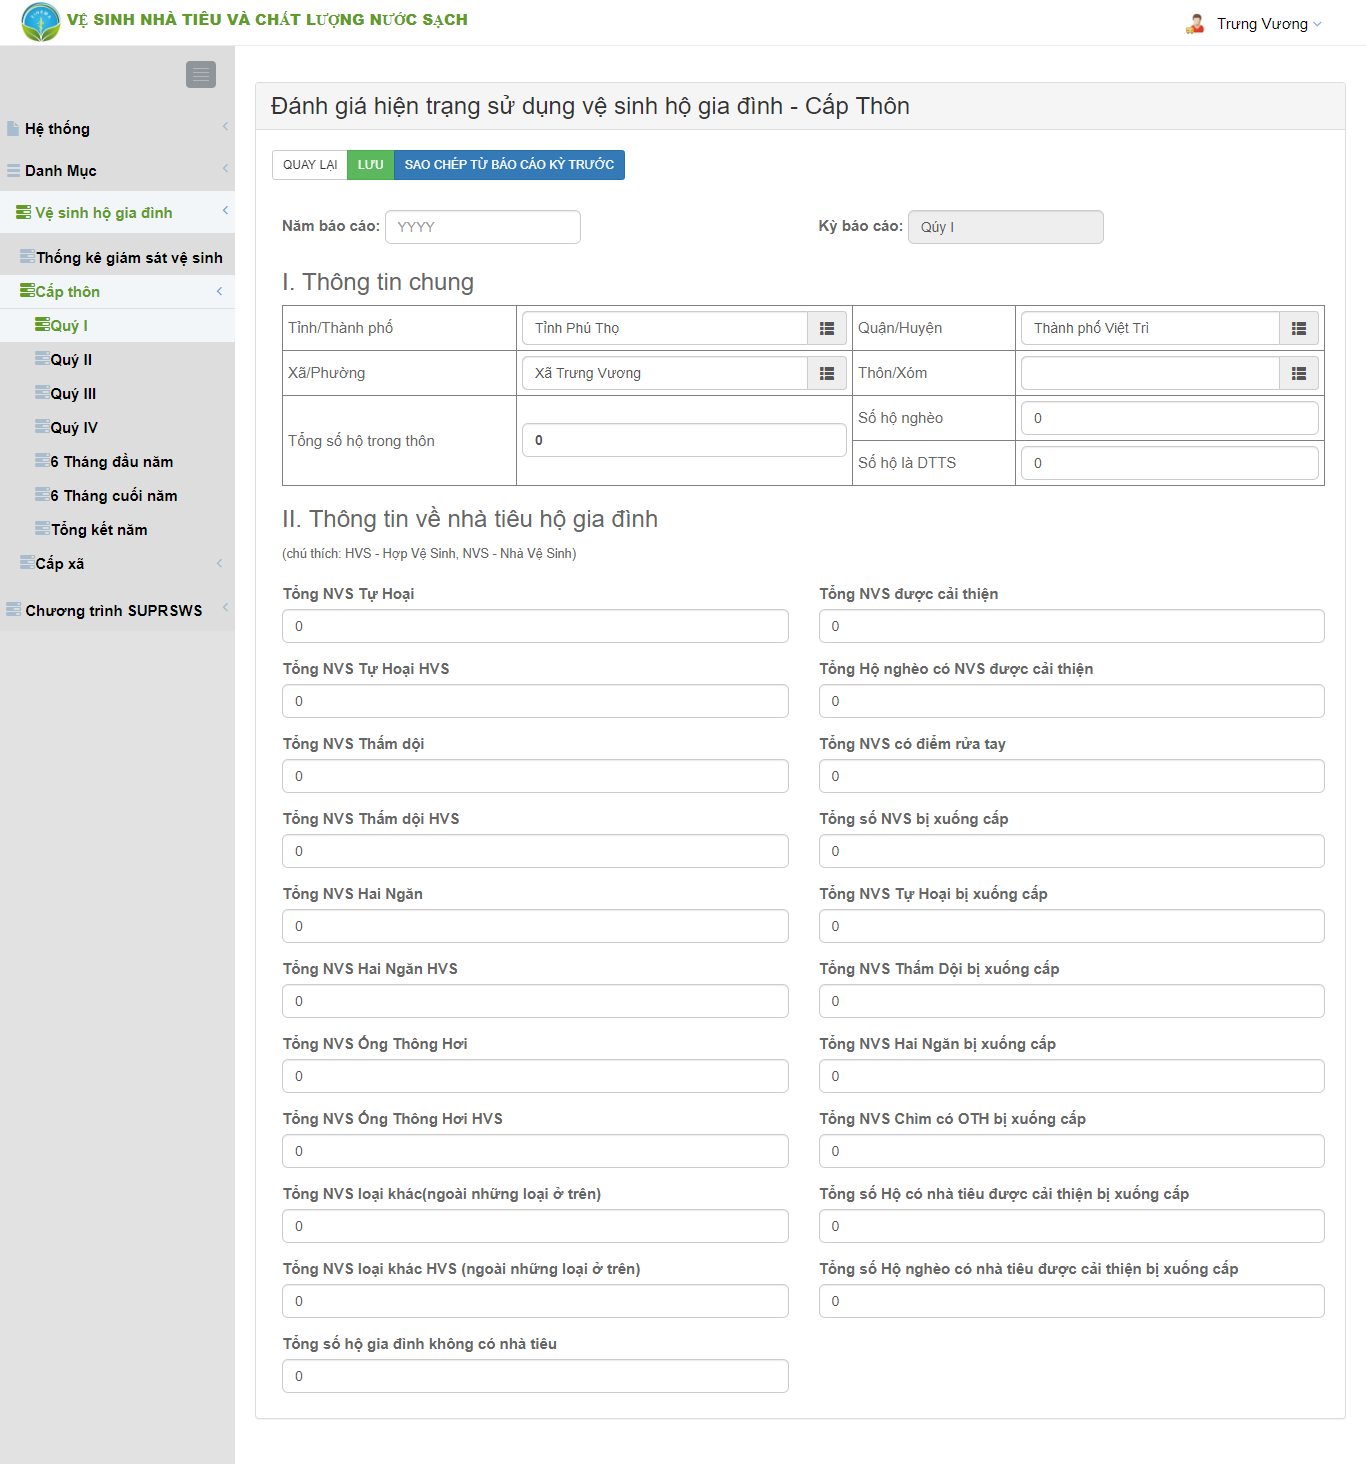 VỆ SINH NHÀ TIÊU VÀ CHẤT LƯỢNG NƯỚC SẠCH
Trưng Vương
Hệ thống
Danh Mục
Vệ sinh hộ gia đình
Thống kê giám sát vệ sinh
Cấp thôn
Quý I
Quý II
Quý III
Quý IV
6 Tháng đầu năm
6 Tháng cuối năm
Tổng kết năm
Cấp xã
Chương trình SUPRSWS
Đánh giá hiện trạng sử dụng vệ sinh hộ gia đình - Cấp Thôn
QUAY LẠI LƯU SAO CHÉP TỪ BÁO CÁO KỲ TRƯỚC
Năm báo cáo: YYYY Kỳ báo cáo: Qúy I
I. Thông tin chung
Tỉnh/Thành phố Tỉnh Phú Thọ Quận/Huyện Thành phố Việt Trì
Xã/Phường Xã Trưng Vương Thôn/Xóm
Tổng số hộ trong thôn 0
Số hộ nghèo 0
Số hộ là DTTS 0
II. Thông tin về nhà tiêu hộ gia đình
(chú thích: HVS - Hợp Vệ Sinh, NVS - Nhà Vệ Sinh)
Tổng NVS Tự Hoại Tổng NVS được cải thiện
0 0
Tổng NVS Tự Hoại HVS Tổng Hộ nghèo có NVS được cải thiện
0 0
Tổng NVS Thấm dội Tổng NVS có điểm rửa tay
0 0
Tổng NVS Thấm dội HVS Tổng số NVS bị xuống cấp
0 0
Tổng NVS Hai Ngăn Tổng NVS Tự Hoại bị xuống cấp
0 0
Tổng NVS Hai Ngăn HVS Tổng NVS Thấm Dội bị xuống cấp
0 0
Tổng NVS Ống Thông Hơi Tổng NVS Hai Ngăn bị xuống cấp
0 0
Tổng NVS Ống Thông Hơi HVS Tổng NVS Chìm có OTH bị xuống cấp
0 0
Tổng NVS loại khác(ngoài những loại ở trên) Tổng số Hộ có nhà tiêu được cải thiện bị xuống cấp
0 0
Tổng NVS loại khác HVS (ngoài những loại ở trên) Tổng số Hộ nghèo có nhà tiêu được cải thiện bị xuống cấp
0 0
Tổng số hộ gia đình không có nhà tiêu
0